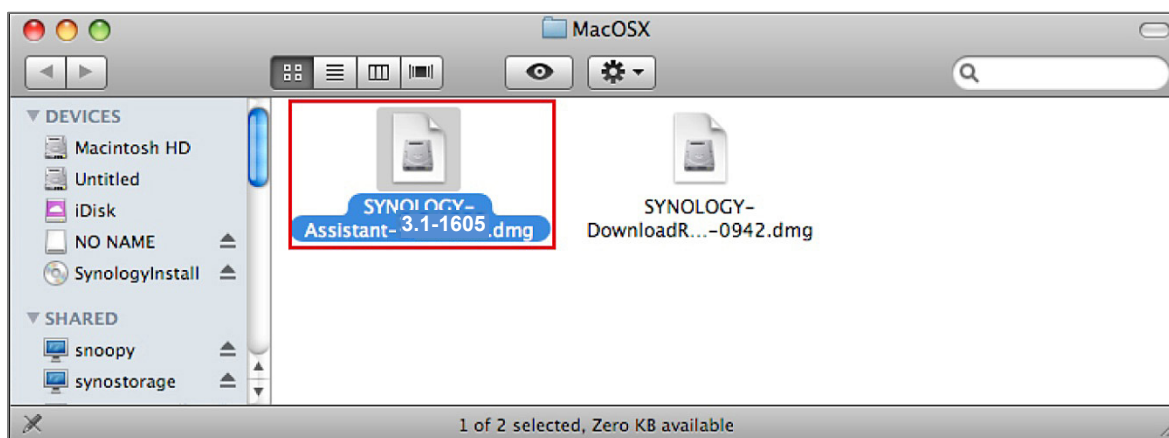 MacOSX
DEVICES
Macintosh HD
Untitled
iDisk
NO NAME
SynologyInstall
SHARED
snoopy
synostorage
SYNOLOGY-
Assistant-3.1-1605.dmg
SYNOLOGY-
DownloadR...-0942.dmg
1 of 2 selected, Zero KB available